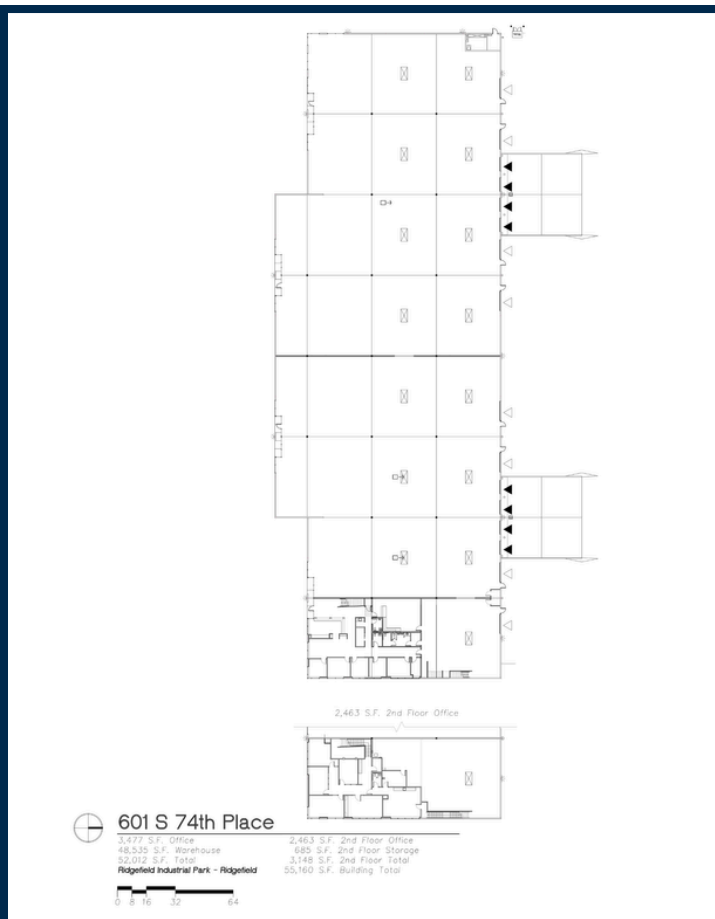 2,463 S.F. 2nd Floor Office
601 S 74th Place
3,477 S.F. Office
2,463 S.F. 2nd Floor Office
48,535 S.F. Warehouse
685 S.F. 2nd Floor Storage
52,012 S.F. Total
3,148 S.F. 2nd Floor Total
Ridgefield Industrial Park - Ridgefield
55,160 S.F. Building Total
0 8 16 32 64